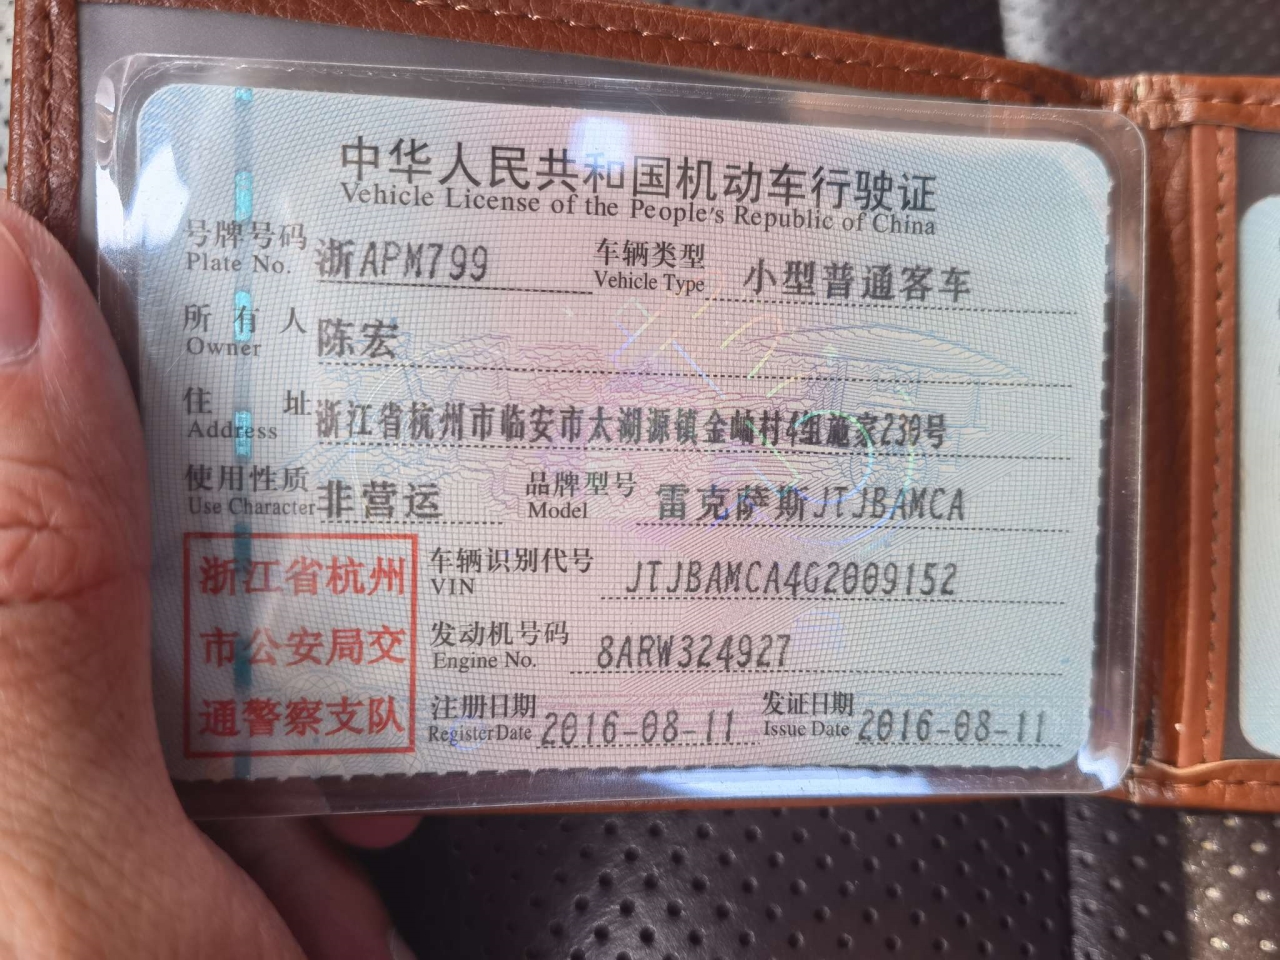 中华人民共和国机动车行驶证
Vehicle License of the People's Republic of China
号牌号码 浙APM799 车辆类型 小型普通客车
Plate No. Vehicle Type
所有人 陈宏
Owner
住址 浙江省杭州市临安市太湖源镇金岫村4组施家239号
Address
使用性质 非营运 品牌型号 雷克萨斯JTJBAMCA
Use Character Model
浙江省杭州
市公安局交
通警察支队
车辆识别代号 JTJBAMCA4G2009152
VIN
发动机号码 8ARW324927
Engine No.
注册日期 2016-08-11 发证日期 2016-08-11
Register Date Issue Date